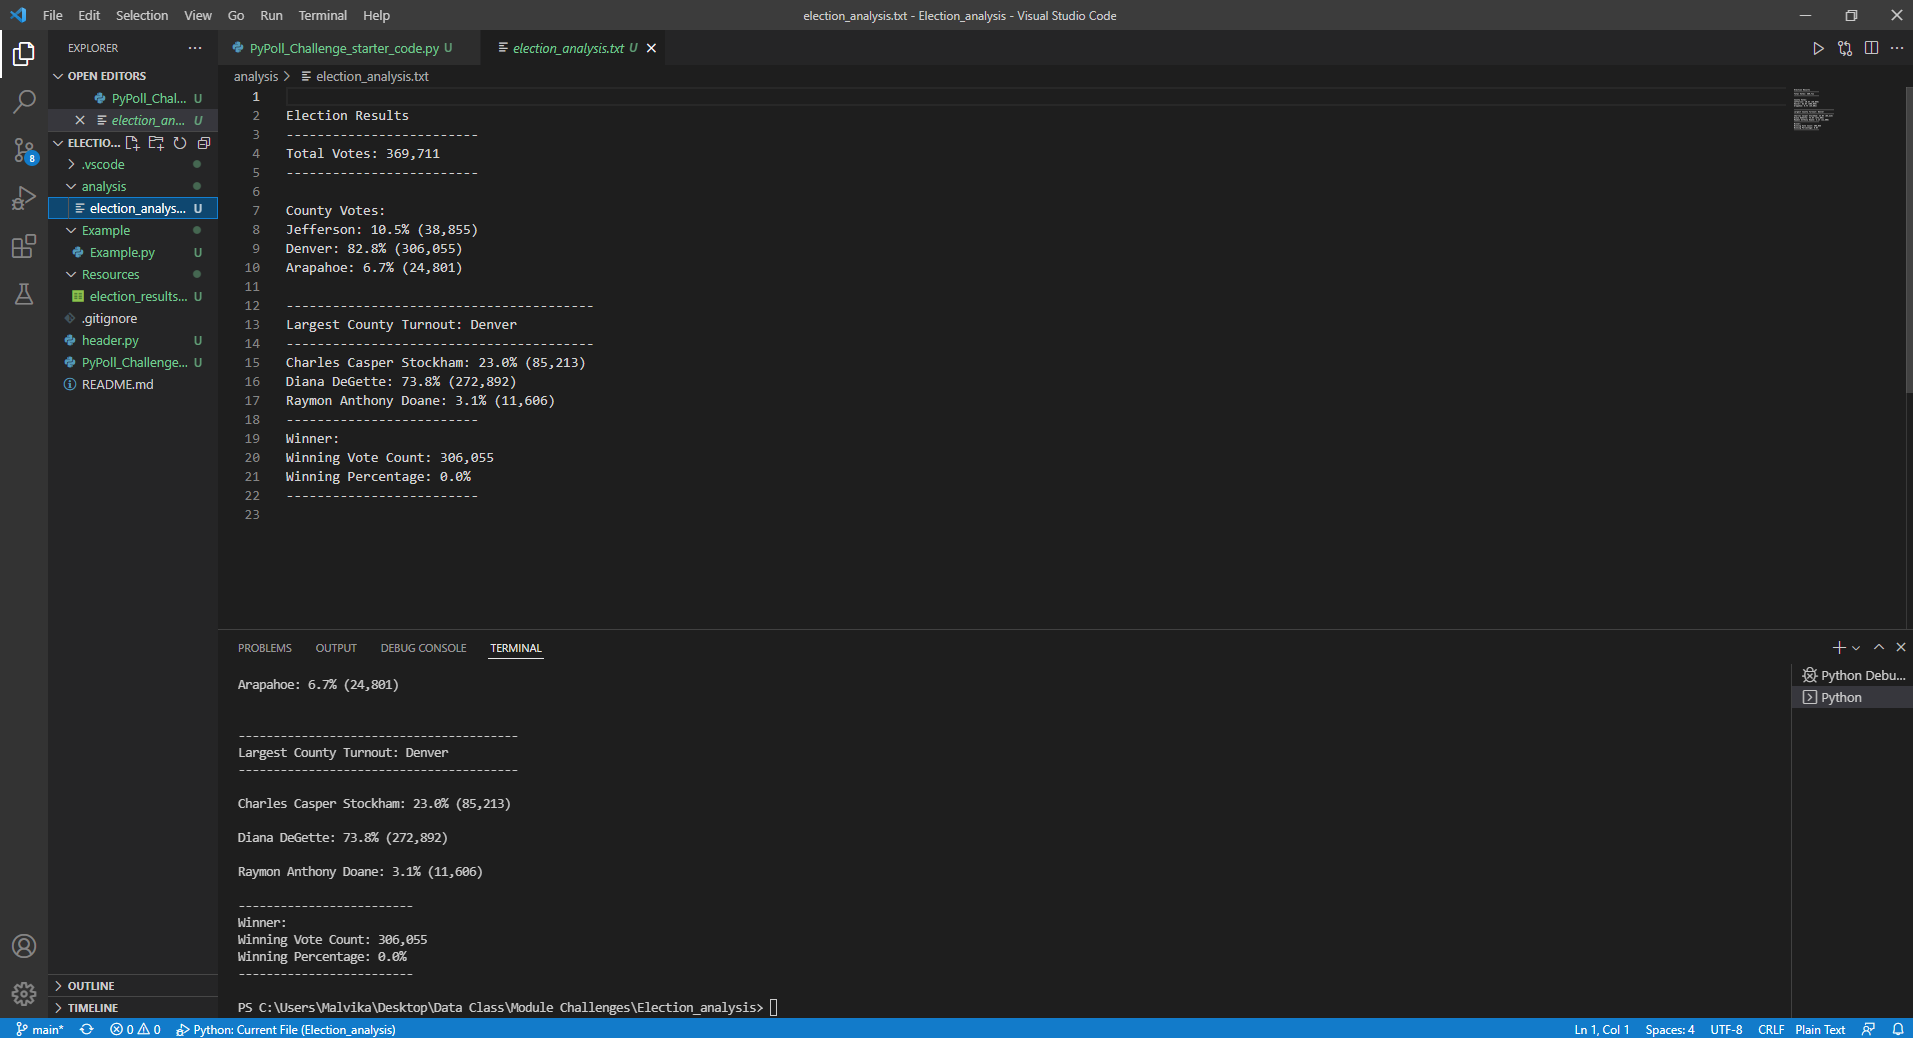 File Edit Selection View Go Run Terminal Help
election_analysis.txt - Election_analysis - Visual Studio Code
EXPLORER
OPEN EDITORS
PyPoll_Chal... U
election_an... U
ELECTIO...
.vscode
analysis
election_analys... U
Example
Example.py U
Resources
election_results... U
.gitignore
header.py U
PyPoll_Challenge... U
README.md
OUTLINE
TIMELINE
8
PyPoll_Challenge_starter_code.py U
election_analysis.txt U
analysis > election_analysis.txt
1
2 Election Results
3 -------------------------
4 Total Votes: 369,711
5 -------------------------
6
7 County Votes:
8 Jefferson: 10.5% (38,855)
9 Denver: 82.8% (306,055)
10 Arapahoe: 6.7% (24,801)
11
12 ----------------------------------------
13 Largest County Turnout: Denver
14 ----------------------------------------
15 Charles Casper Stockham: 23.0% (85,213)
16 Diana DeGette: 73.8% (272,892)
17 Raymon Anthony Doane: 3.1% (11,606)
18 -------------------------
19 Winner:
20 Winning Vote Count: 306,055
21 Winning Percentage: 0.0%
22 -------------------------
23
PROBLEMS OUTPUT DEBUG CONSOLE TERMINAL
Arapahoe: 6.7% (24,801)
----------------------------------------
Largest County Turnout: Denver
----------------------------------------
Charles Casper Stockham: 23.0% (85,213)
Diana DeGette: 73.8% (272,892)
Raymon Anthony Doane: 3.1% (11,606)
-------------------------
Winner:
Winning Vote Count: 306,055
Winning Percentage: 0.0%
-------------------------
PS C:\Users\Malvika\Desktop\Data Class\Module Challenges\Election_analysis>
Python Debu...
Python
main* 0 0 Python: Current File (Election_analysis)
Ln 1, Col 1 Spaces: 4 UTF-8 CRLF Plain Text